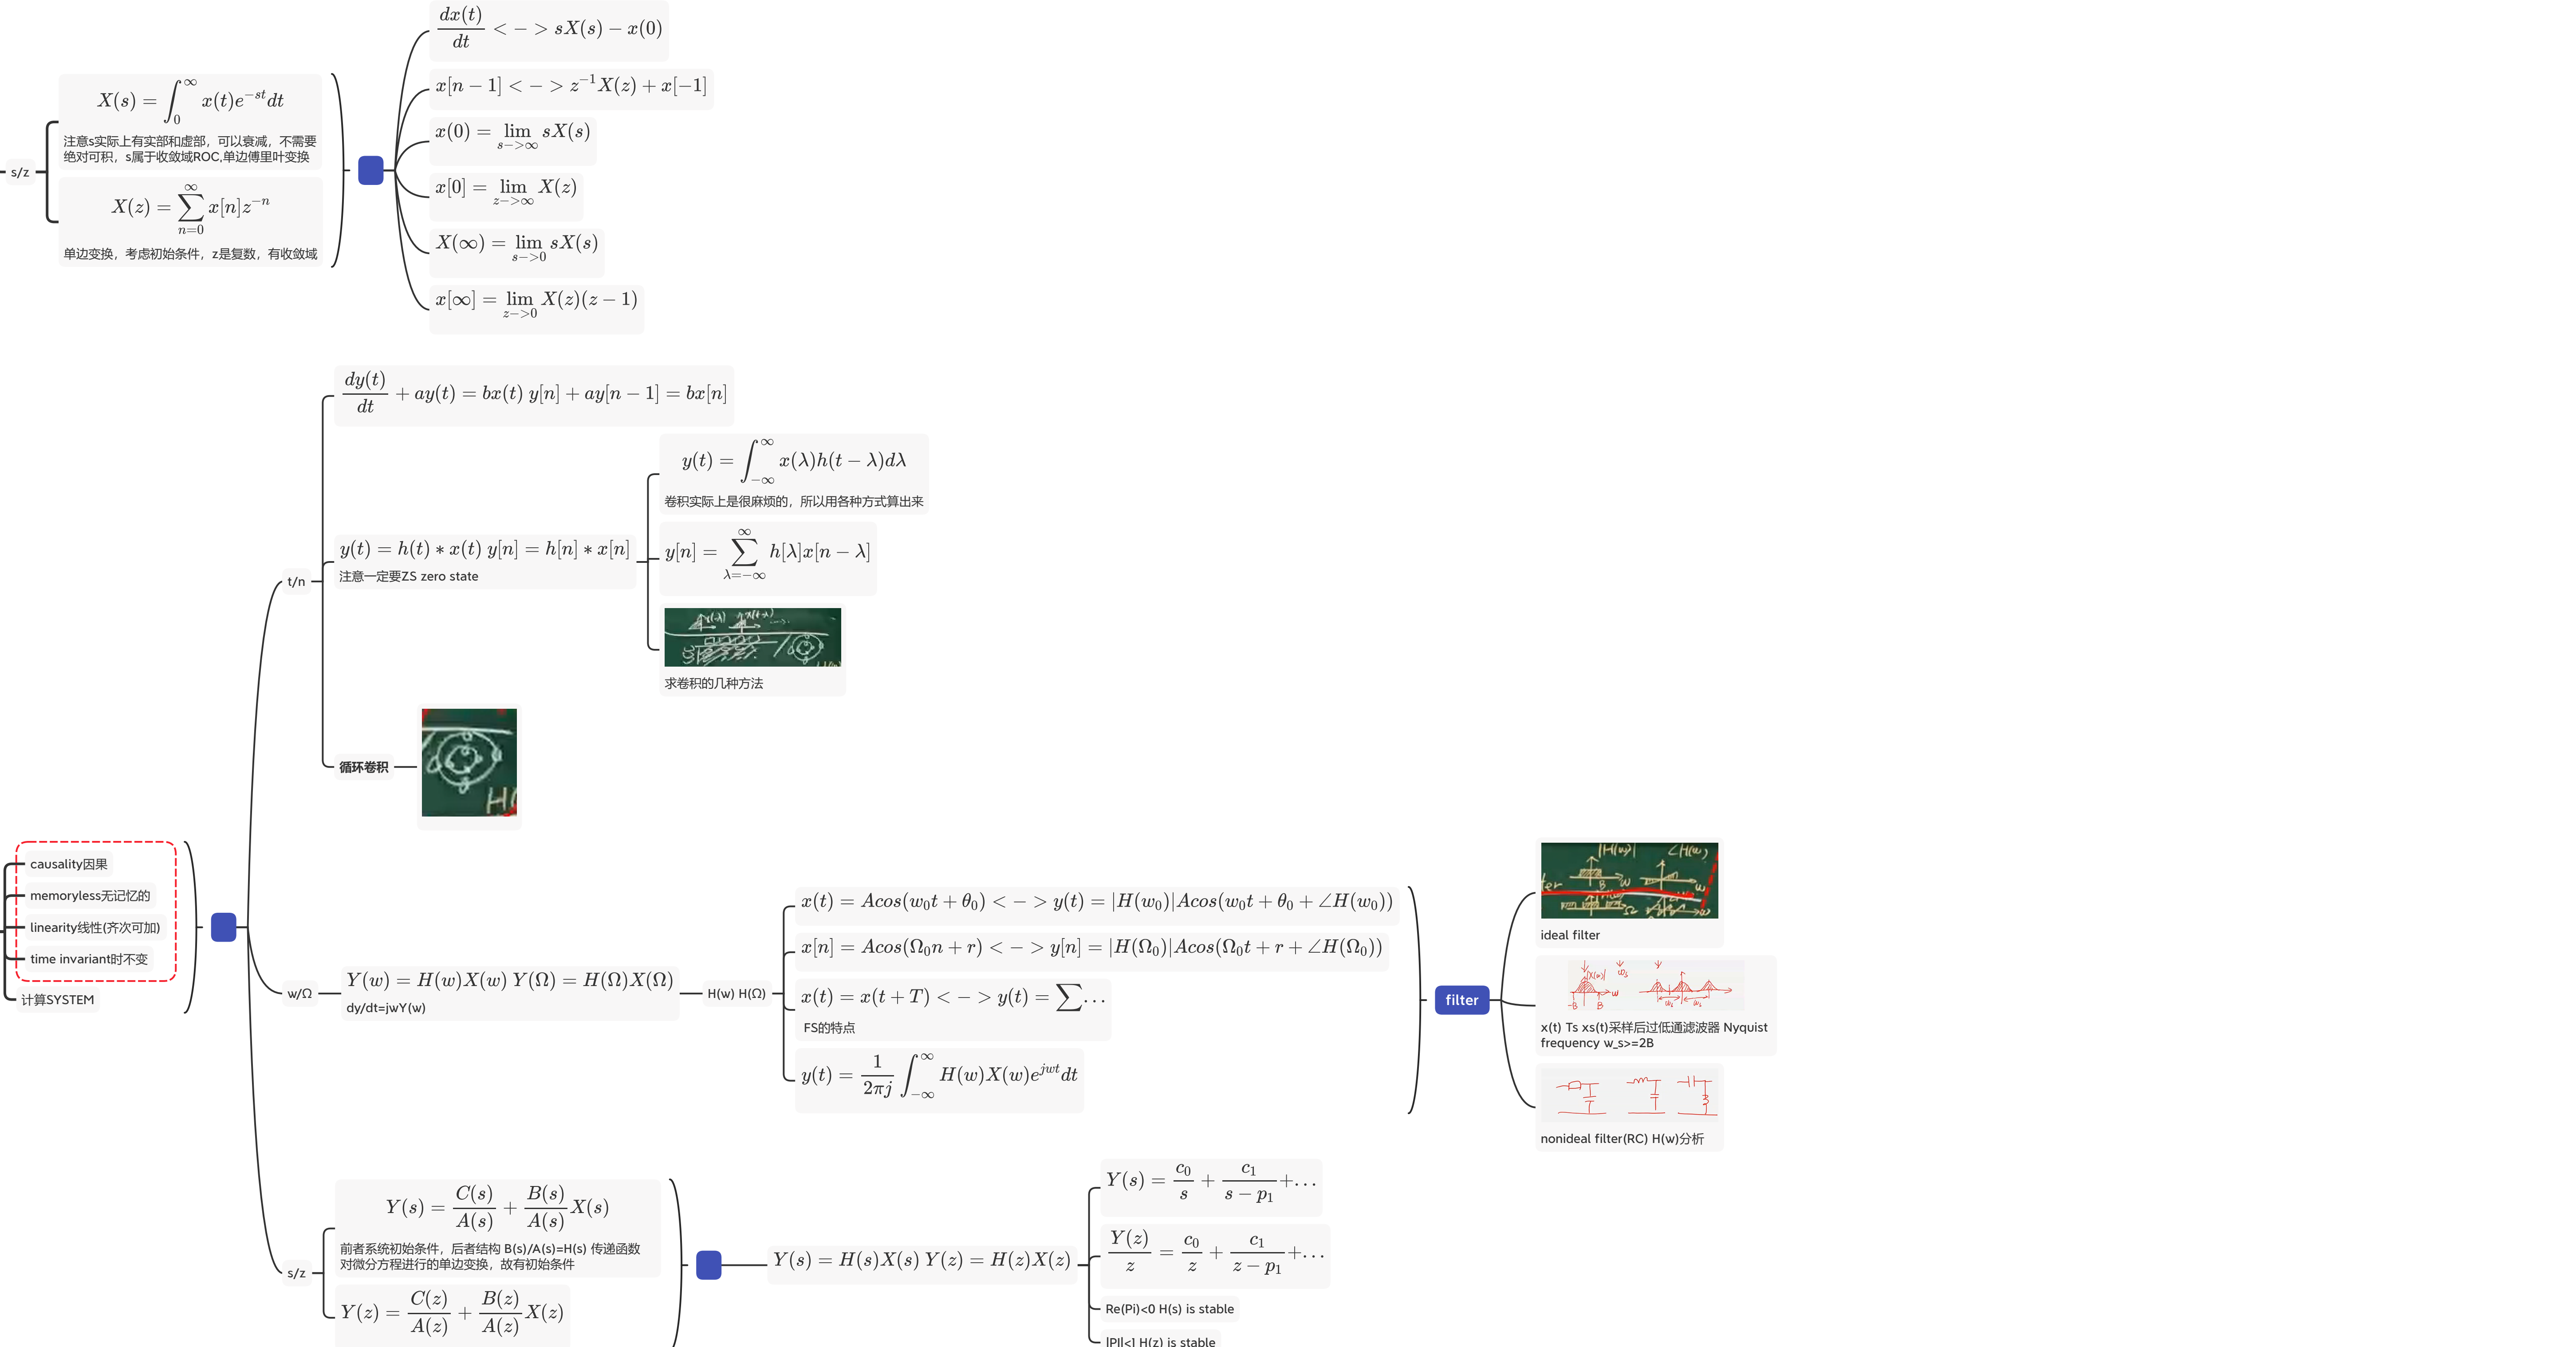 s/z
X(s) = ∫_0^∞ x(t)e^{-st}dt
注意s实际上有实部和虚部，可以衰减，不需要
绝对可积，s属于收敛域ROC,单边傅里叶变换
X(z) = ∑_{n=0}^{∞} x[n]z^{-n}
单边变换，考虑初始条件，z是复数，有收敛域
dx(t)/dt <-> sX(s) - x(0)
x[n-1] <-> z^{-1}X(z) + x[-1]
x(0) = lim_{s->∞} sX(s)
x[0] = lim_{z->∞} X(z)
X(∞) = lim_{s->0} sX(s)
x[∞] = lim_{z->0} X(z)(z-1)
causality因果
memoryless无记忆的
linearity线性(齐次可加)
time invariant时不变
计算SYSTEM
t/n
dy(t)/dt + ay(t) = bx(t) y[n] + ay[n-1] = bx[n]
y(t) = h(t) * x(t) y[n] = h[n] * x[n]
注意一定要ZS zero state
y(t) = ∫_{-∞}^{∞} x(λ)h(t-λ)dλ
卷积实际上是很麻烦的，所以用各种方式算出来
y[n] = ∑_{λ=-∞}^{∞} h[λ]x[n-λ]
求卷积的几种方法
循环卷积
w/Ω
Y(w) = H(w)X(w) Y(Ω) = H(Ω)X(Ω)
dy/dt=jwY(w)
H(w) H(Ω)
x(t) = Acos(w_0t + θ_0) <-> y(t) = |H(w_0)|Acos(w_0t + θ_0 + ∠H(w_0))
x[n] = Acos(Ω_0n + r) <-> y[n] = |H(Ω_0)|Acos(Ω_0t + r + ∠H(Ω_0))
x(t) = x(t+T) <-> y(t) = ∑...
FS的特点
y(t) = 1/(2πj) ∫_{-∞}^{∞} H(w)X(w)e^{jwt}dt
filter
|H(w)| ∠H(w)
B w
ideal filter
|X(w)| w_s
-B B w w_s w_s
x(t) Ts xs(t)采样后过低通滤波器 Nyquist
frequency w_s>=2B
nonideal filter(RC) H(w)分析
s/z
Y(s) = C(s)/A(s) + B(s)/A(s) X(s)
前者系统初始条件，后者结构 B(s)/A(s)=H(s) 传递函数
对微分方程进行的单边变换，故有初始条件
Y(z) = C(z)/A(z) + B(z)/A(z) X(z)
Y(s) = H(s)X(s) Y(z) = H(z)X(z)
Y(s) = c_0/s + c_1/(s-p_1) +...
Y(z)/z = c_0/z + c_1/(z-p_1) +...
Re(Pi)<0 H(s) is stable
|PI|<1 H(z) is stable